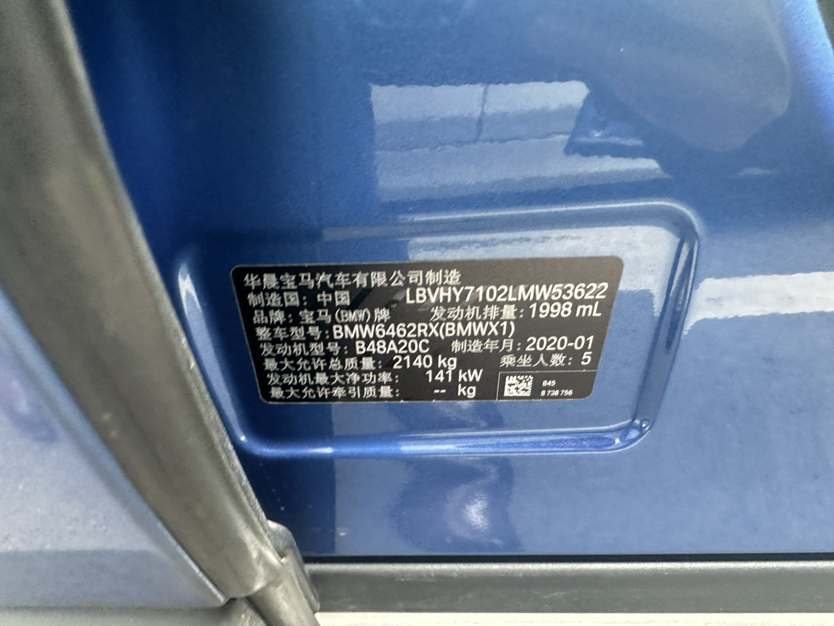 华晨宝马汽车有限公司制造
制造国：中国 LBVHY7102LMW53622
品牌：宝马(BMW)牌 发动机排量：1998 mL
整车型号：BMW6462RX(BMWX1)
发动机型号：B48A20C 制造年月：2020-01
最大允许总质量：2140 kg 乘坐人数：5
发动机最大净功率：141 kW
最大允许牵引质量：-- kg
B45
8 738 756